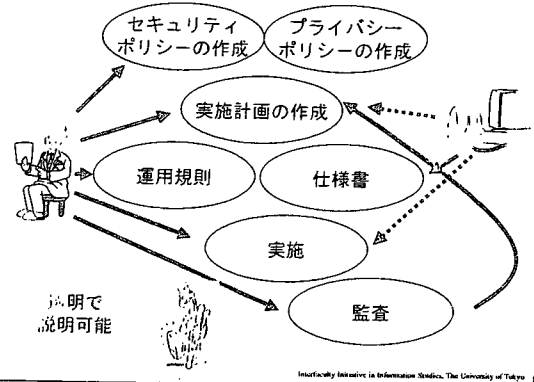 セキュリティ
ポリシーの作成
プライバシー
ポリシーの作成
実施計画の作成
運用規則
仕様書
実施
監査
明で
説明可能
Interfaculty Initiative in Information Studies, The University of Tokyo